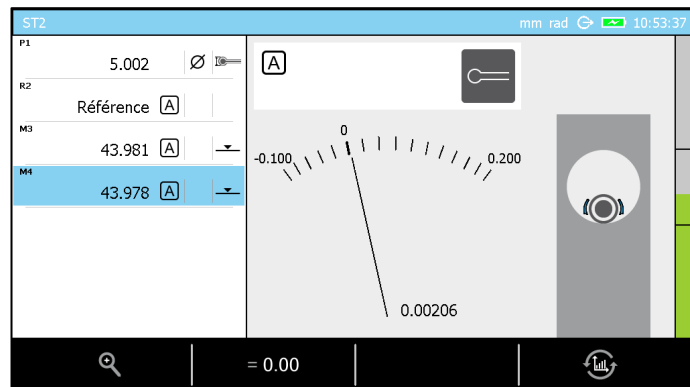 ST2
mm rad 10:53:37
P1
5.002 Ø
R2
Référence A
M3
43.981 A
M4
43.978 A
A
-0.100 0 0.200
0.00206
= 0.00